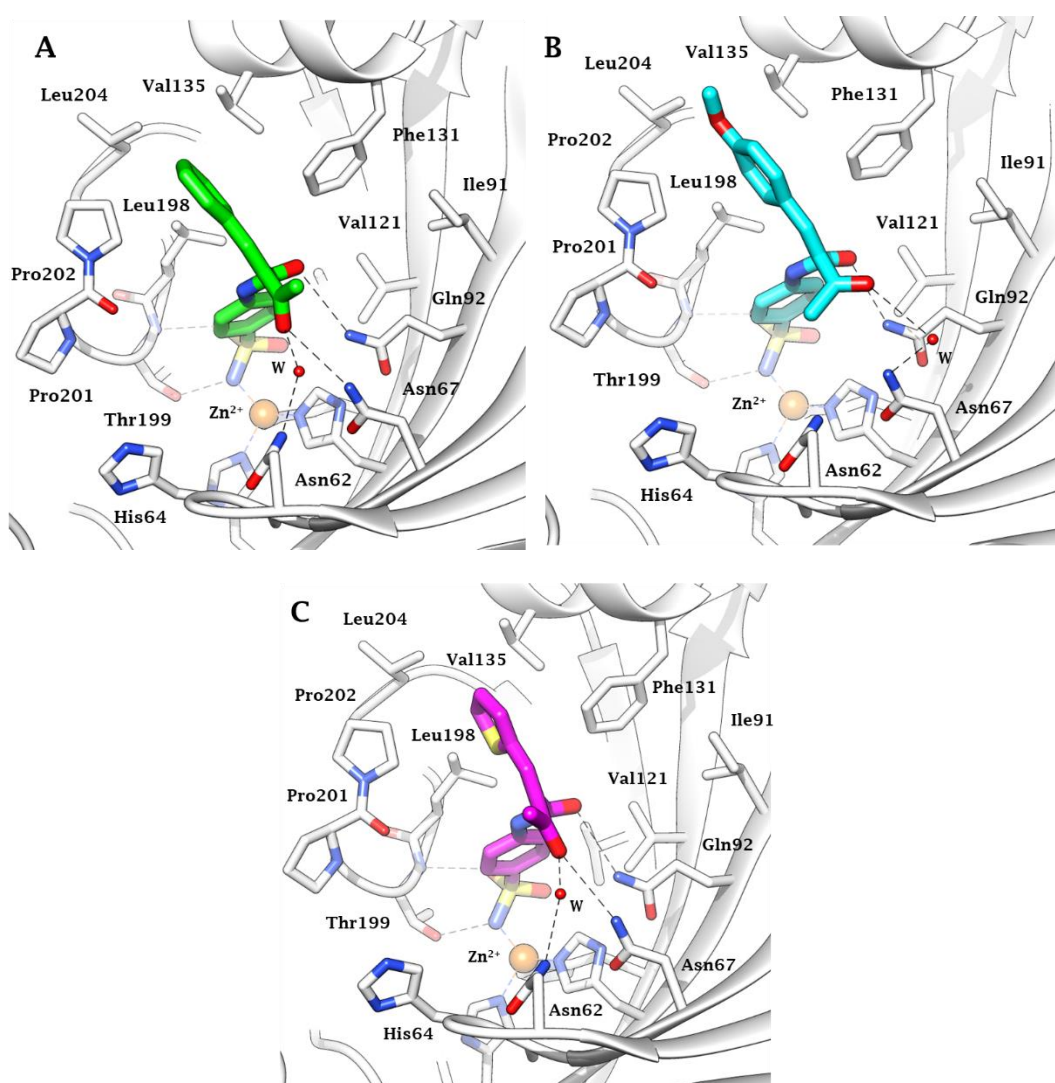 A
Val135
Leu204
Phe131
Ile91
Leu198
Val121
Pro202
Gln92
W
Pro201
Thr199
Zn2+
Asn67
Asn62
His64
B
Val135
Leu204
Phe131
Pro202
Ile91
Leu198
Val121
Pro201
Gln92
W
Thr199
Zn2+
Asn67
Asn62
His64
C
Leu204
Val135
Pro202
Phe131
Ile91
Leu198
Val121
Pro201
Gln92
W
Thr199
Zn2+
Asn67
Asn62
His64